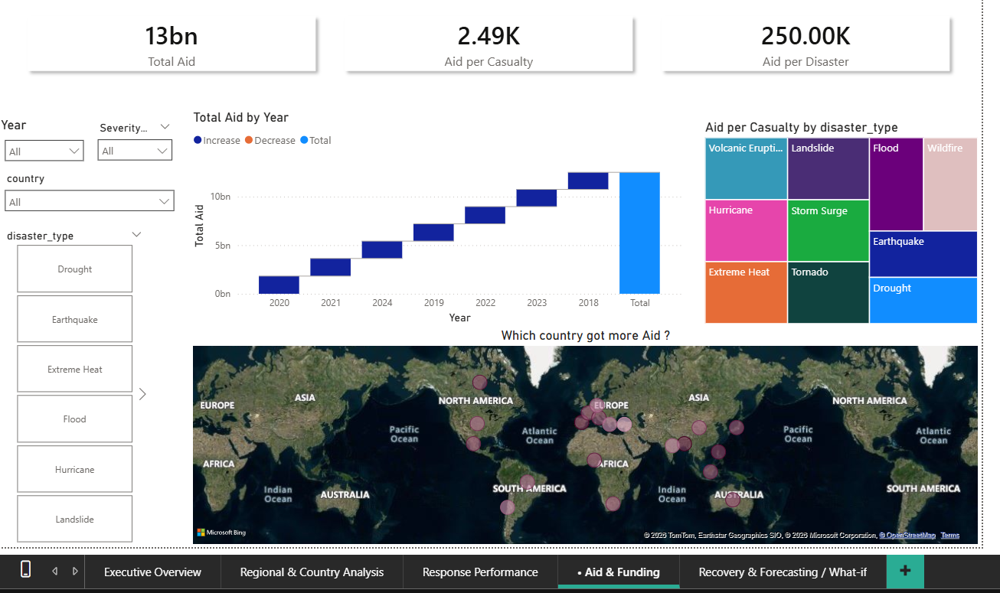 13bn
Total Aid
2.49K
Aid per Casualty
250.00K
Aid per Disaster
Year
All
Severity...
All
country
All
disaster_type
Drought
Earthquake
Extreme Heat
Flood
Hurricane
Landslide
Total Aid by Year
Increase Decrease Total
Total Aid
10bn
5bn
0bn
2020 2021 2024 2019 2022 2023 2018 Total
Year
Aid per Casualty by disaster_type
Volcanic Erupti...
Landslide
Flood
Wildfire
Hurricane
Storm Surge
Earthquake
Extreme Heat
Tornado
Drought
Which country got more Aid ?
EUROPE
ASIA
NORTH AMERICA
EUROPE
ASIA
NORTH AMERICA
Pacific
Ocean
Atlantic
Ocean
Pacific
Ocean
Atlantic
Ocean
AFRICA
AFRICA
Indian
Ocean
AUSTRALIA
SOUTH AMERICA
Indian
Ocean
AUSTRALIA
SOUTH AMERICA
Microsoft Bing
© 2026 TomTom, Earthstar Geographics SIO, © 2026 Microsoft Corporation, © OpenStreetMap Terms
Executive Overview
Regional & Country Analysis
Response Performance
• Aid & Funding
Recovery & Forecasting / What-if